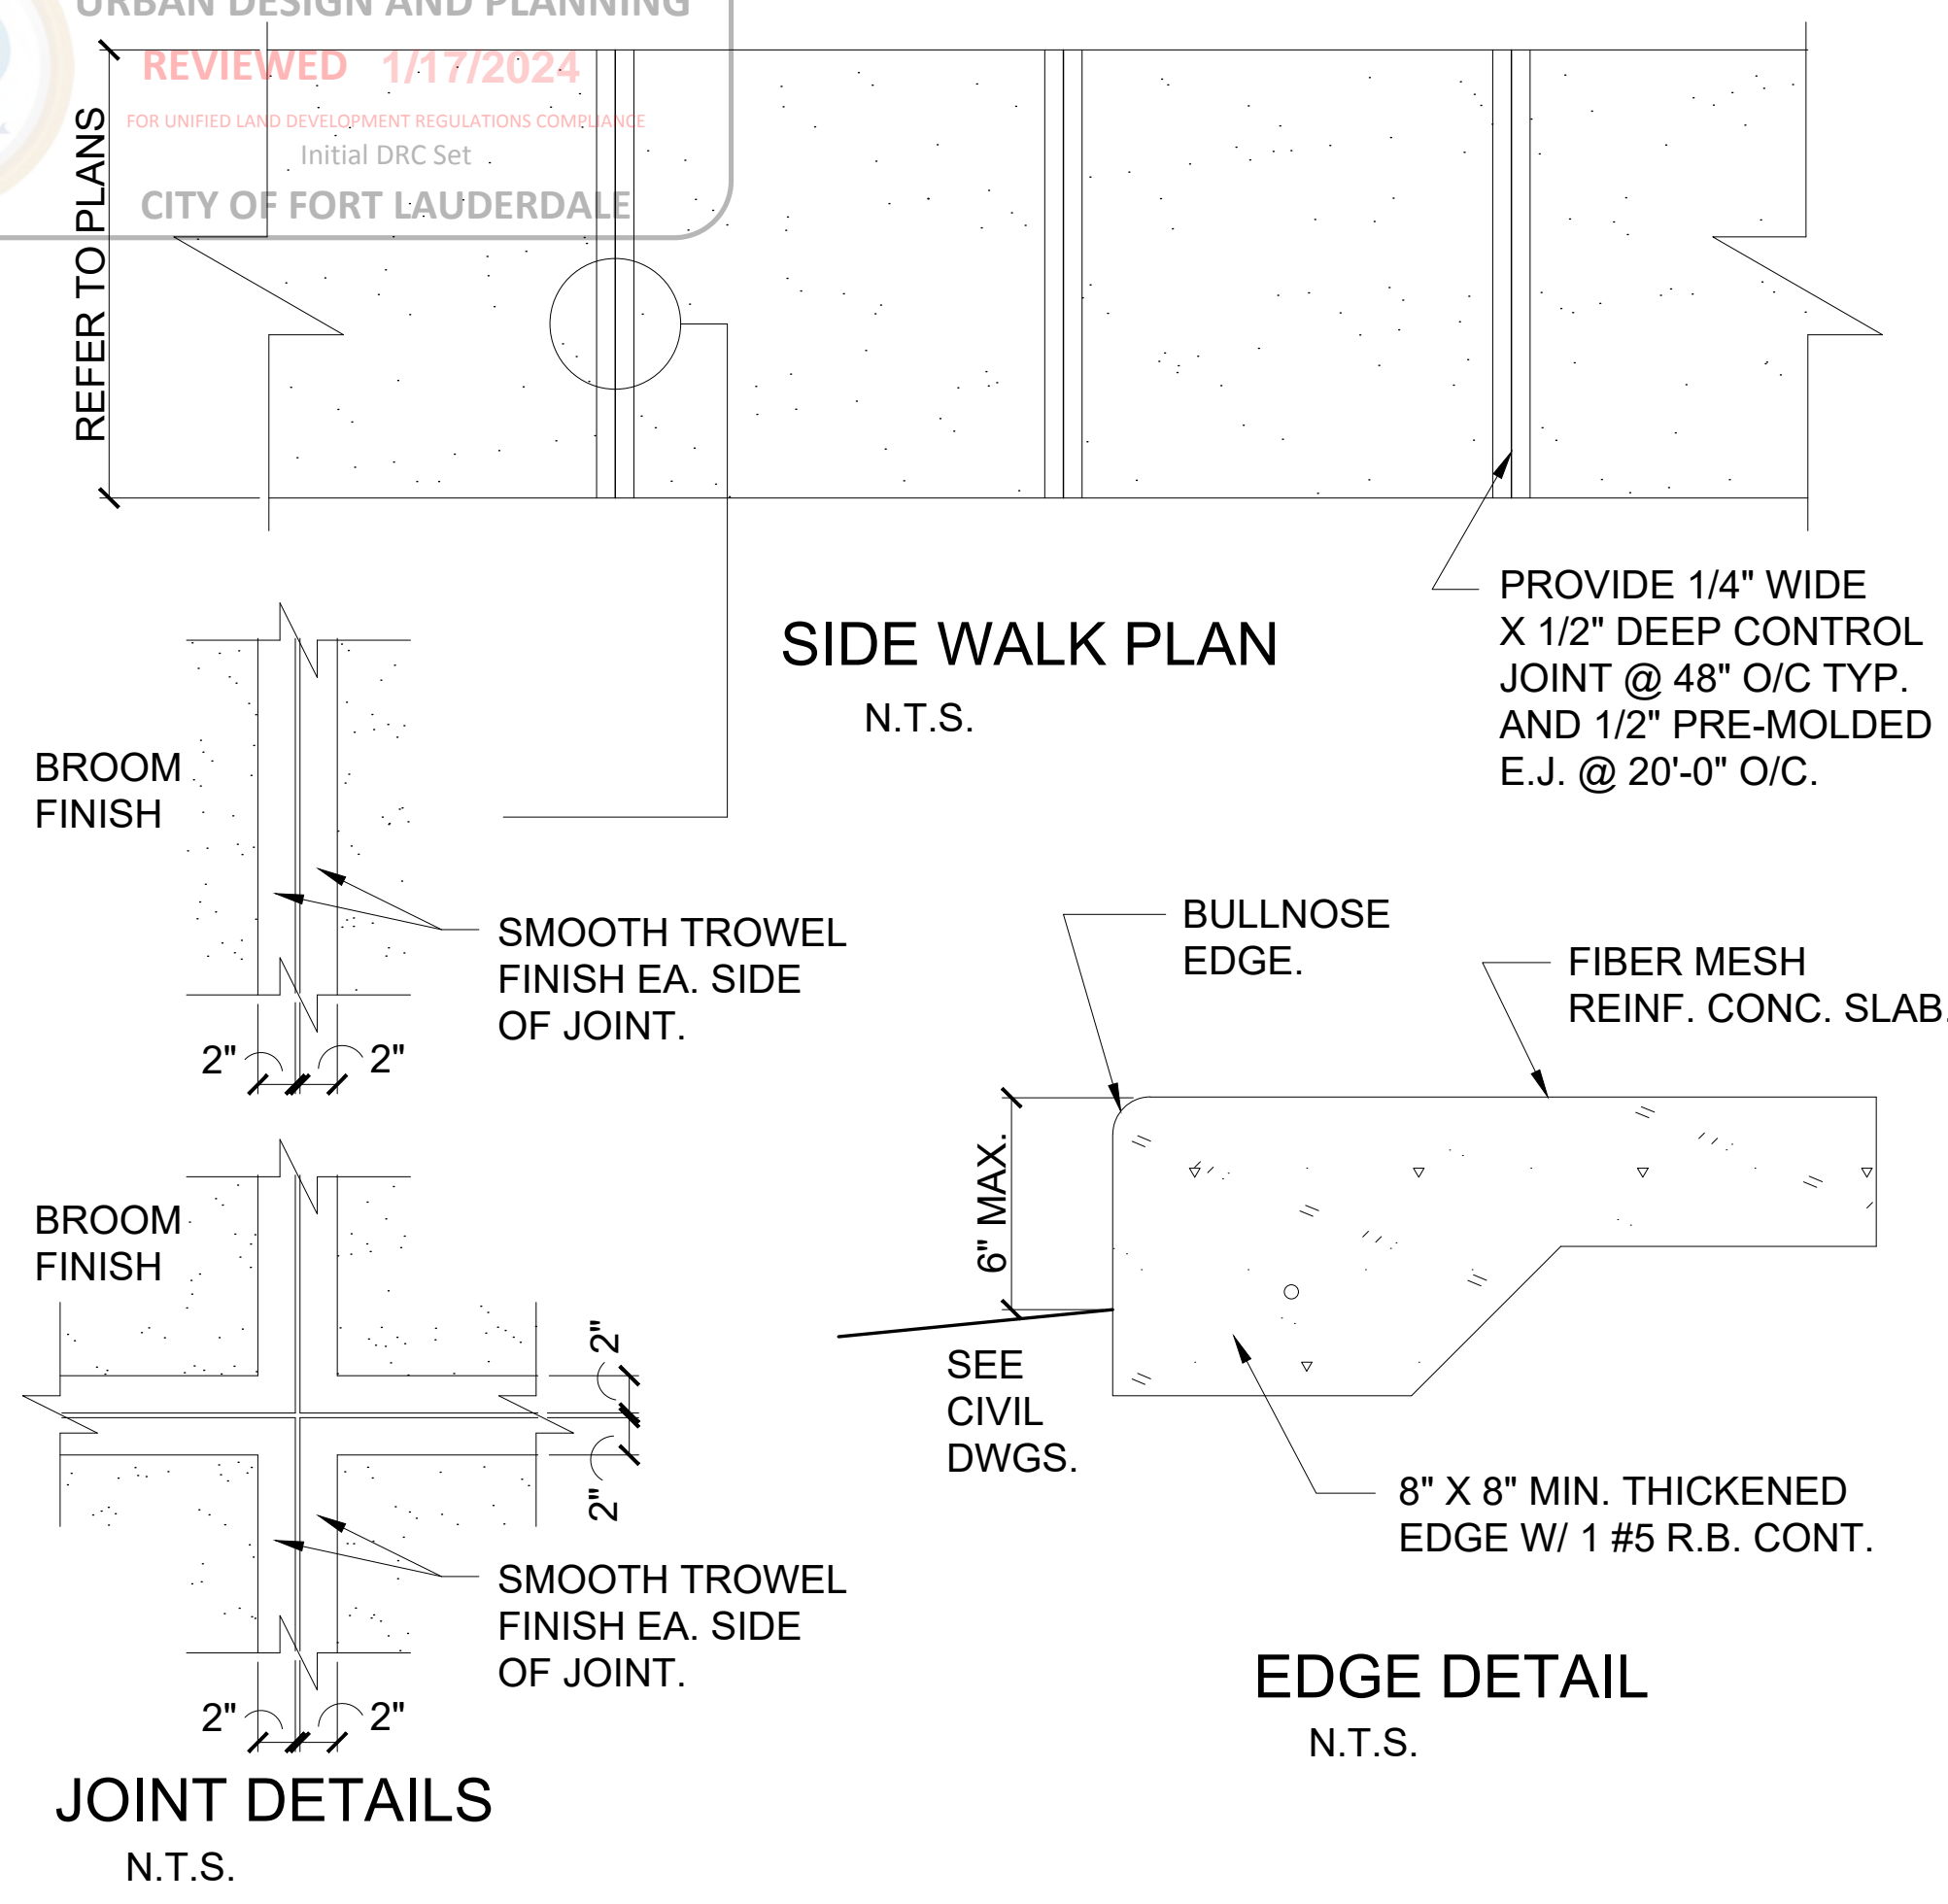 URBAN DESIGN AND PLANNING
REVIEWED 1/17/2024
FOR UNIFIED LAND DEVELOPMENT REGULATIONS COMPLIANCE
Initial DRC Set
CITY OF FORT LAUDERDALE
REFER TO PLANS
SIDE WALK PLAN
N.T.S.
PROVIDE 1/4" WIDE
X 1/2" DEEP CONTROL
JOINT @ 48" O/C TYP.
AND 1/2" PRE-MOLDED
E.J. @ 20'-0" O/C.
BROOM
FINISH
SMOOTH TROWEL
FINISH EA. SIDE
OF JOINT.
2"
2"
BROOM
FINISH
2"
2"
SMOOTH TROWEL
FINISH EA. SIDE
OF JOINT.
2"
2"
JOINT DETAILS
N.T.S.
BULLNOSE
EDGE.
FIBER MESH
REINF. CONC. SLAB.
6" MAX.
SEE
CIVIL
DWGS.
8" X 8" MIN. THICKENED
EDGE W/ 1 #5 R.B. CONT.
EDGE DETAIL
N.T.S.